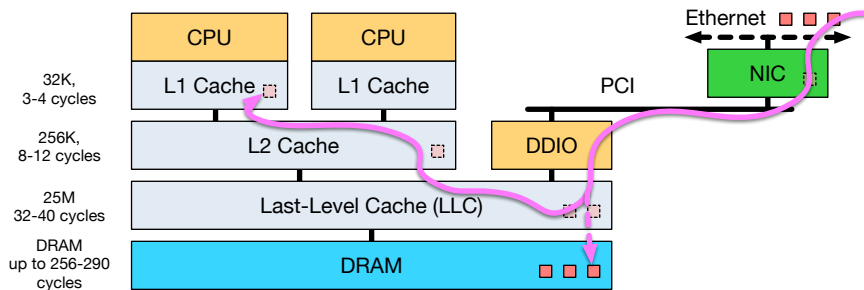 Ethernet
CPU
CPU
NIC
32K,
3-4 cycles
L1 Cache
L1 Cache
PCI
256K,
8-12 cycles
L2 Cache
DDIO
25M
32-40 cycles
Last-Level Cache (LLC)
DRAM
up to 256-290
cycles
DRAM